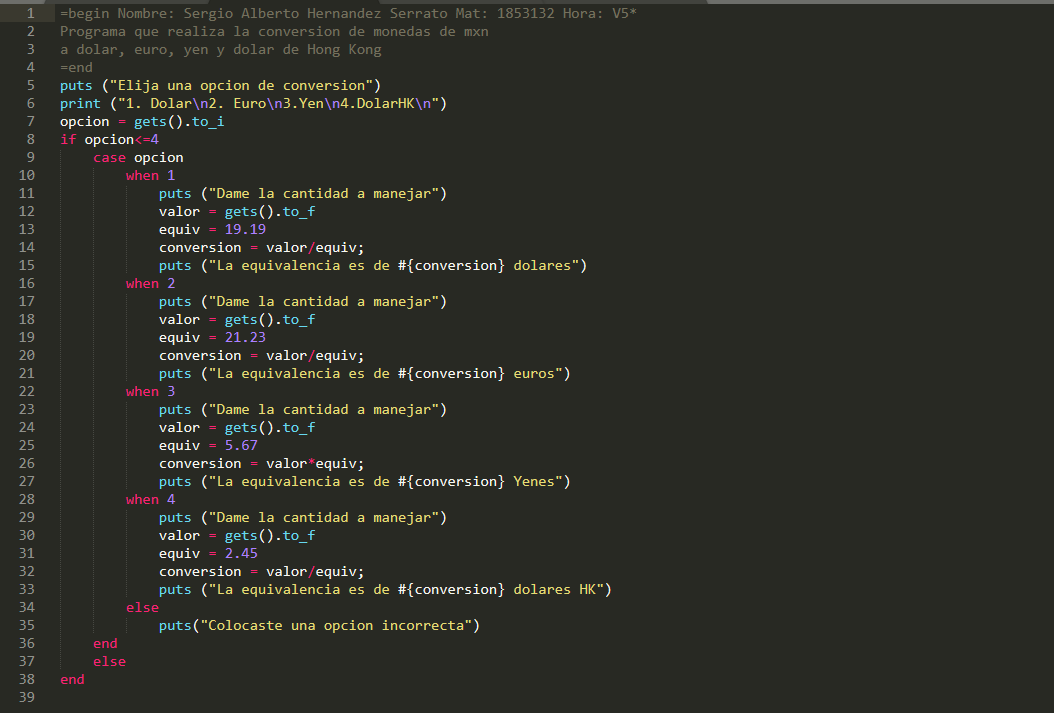 1 =begin Nombre: Sergio Alberto Hernandez Serrato Mat: 1853132 Hora: V5*
2 Programa que realiza la conversion de monedas de mxn
3 a dolar, euro, yen y dolar de Hong Kong
4 =end
5 puts ("Elija una opcion de conversion")
6 print ("1. Dolar\n2. Euro\n3.Yen\n4.DolarHK\n")
7 opcion = gets().to_i
8 if opcion<=4
9 case opcion
10 when 1
11 puts ("Dame la cantidad a manejar")
12 valor = gets().to_f
13 equiv = 19.19
14 conversion = valor/equiv;
15 puts ("La equivalencia es de #{conversion} dolares")
16 when 2
17 puts ("Dame la cantidad a manejar")
18 valor = gets().to_f
19 equiv = 21.23
20 conversion = valor/equiv;
21 puts ("La equivalencia es de #{conversion} euros")
22 when 3
23 puts ("Dame la cantidad a manejar")
24 valor = gets().to_f
25 equiv = 5.67
26 conversion = valor*equiv;
27 puts ("La equivalencia es de #{conversion} Yenes")
28 when 4
29 puts ("Dame la cantidad a manejar")
30 valor = gets().to_f
31 equiv = 2.45
32 conversion = valor/equiv;
33 puts ("La equivalencia es de #{conversion} dolares HK")
34 else
35 puts("Colocaste una opcion incorrecta")
36 end
37 else
38 end
39